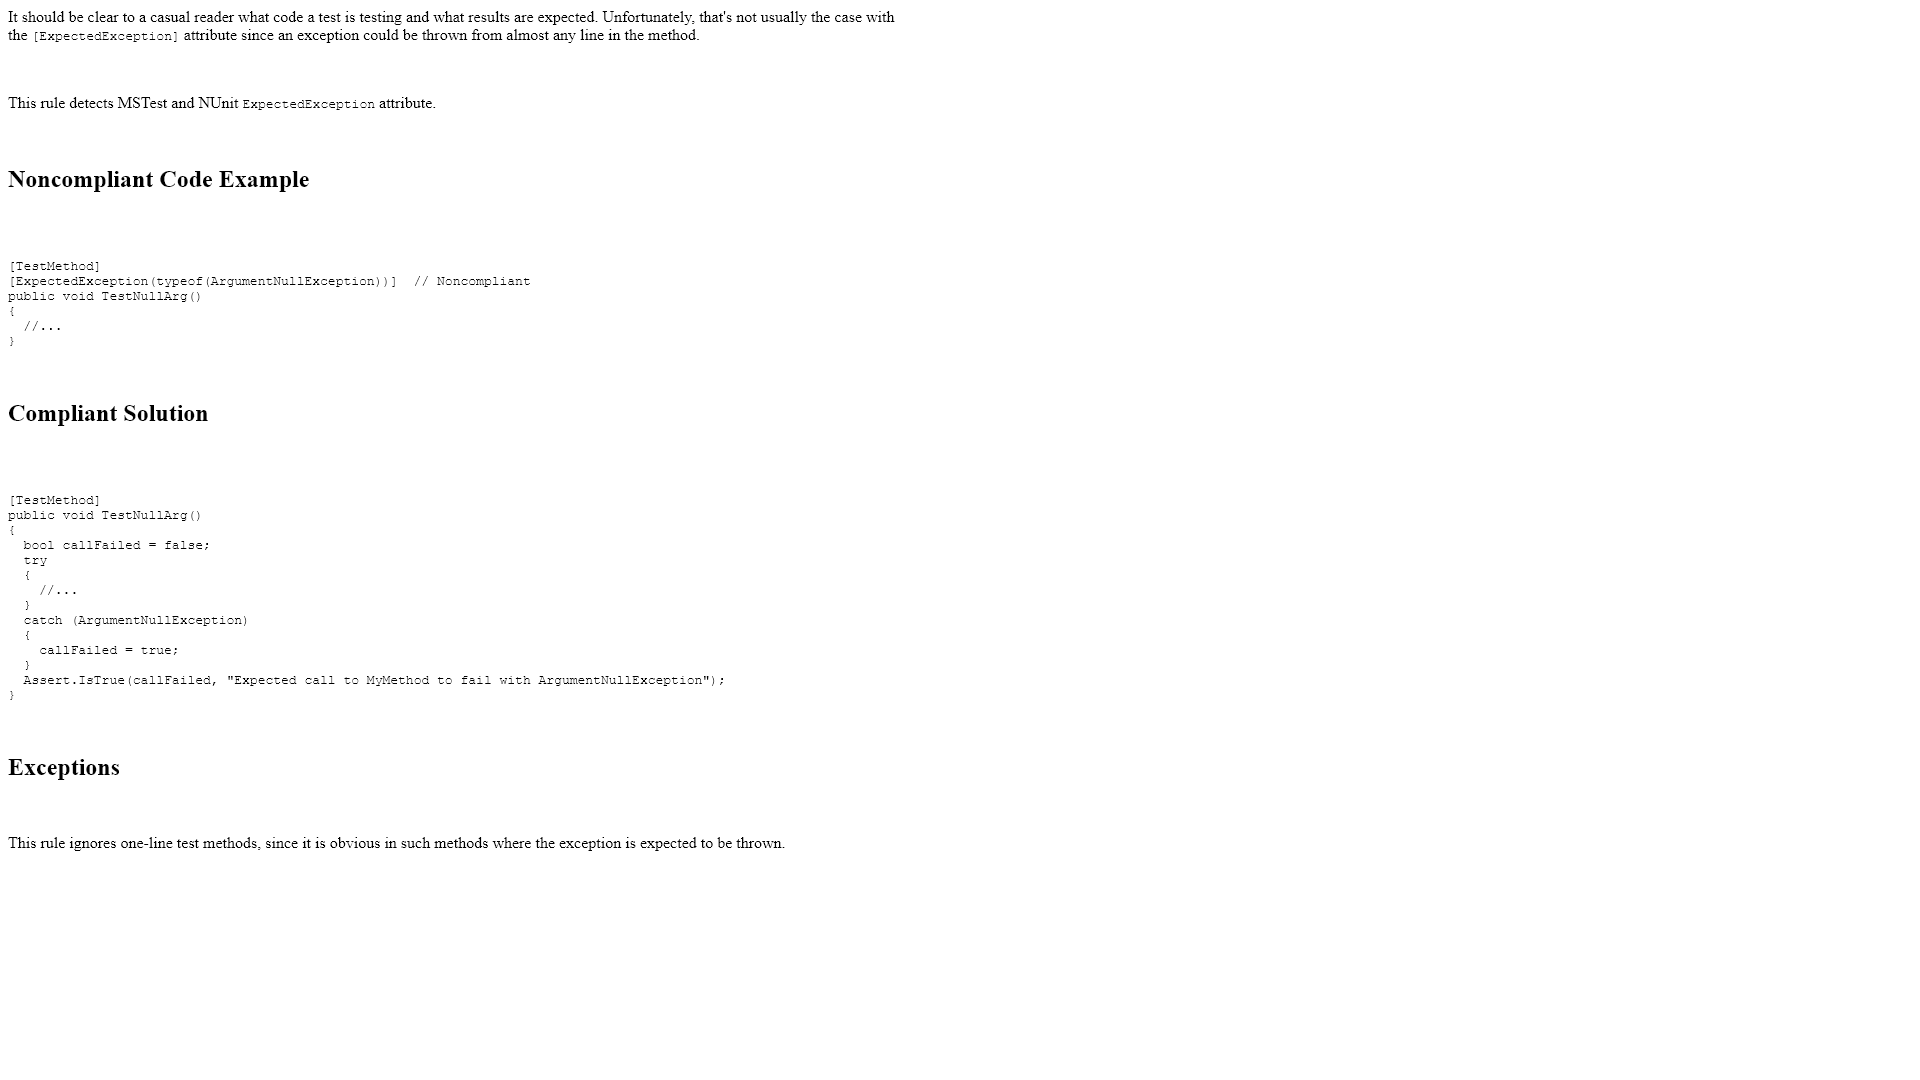 It should be clear to a casual reader what code a test is testing and what results are expected. Unfortunately, that's not usually the case with
the [ExpectedException] attribute since an exception could be thrown from almost any line in the method.
This rule detects MSTest and NUnit ExpectedException attribute.
Noncompliant Code Example
[TestMethod]
[ExpectedException(typeof(ArgumentNullException))]  // Noncompliant
public void TestNullArg()
{
  //...
}
Compliant Solution
[TestMethod]
public void TestNullArg()
{
  bool callFailed = false;
  try
  {
    //...
  }
  catch (ArgumentNullException)
  {
    callFailed = true;
  }
  Assert.IsTrue(callFailed, "Expected call to MyMethod to fail with ArgumentNullException");
}
Exceptions
This rule ignores one-line test methods, since it is obvious in such methods where the exception is expected to be thrown.